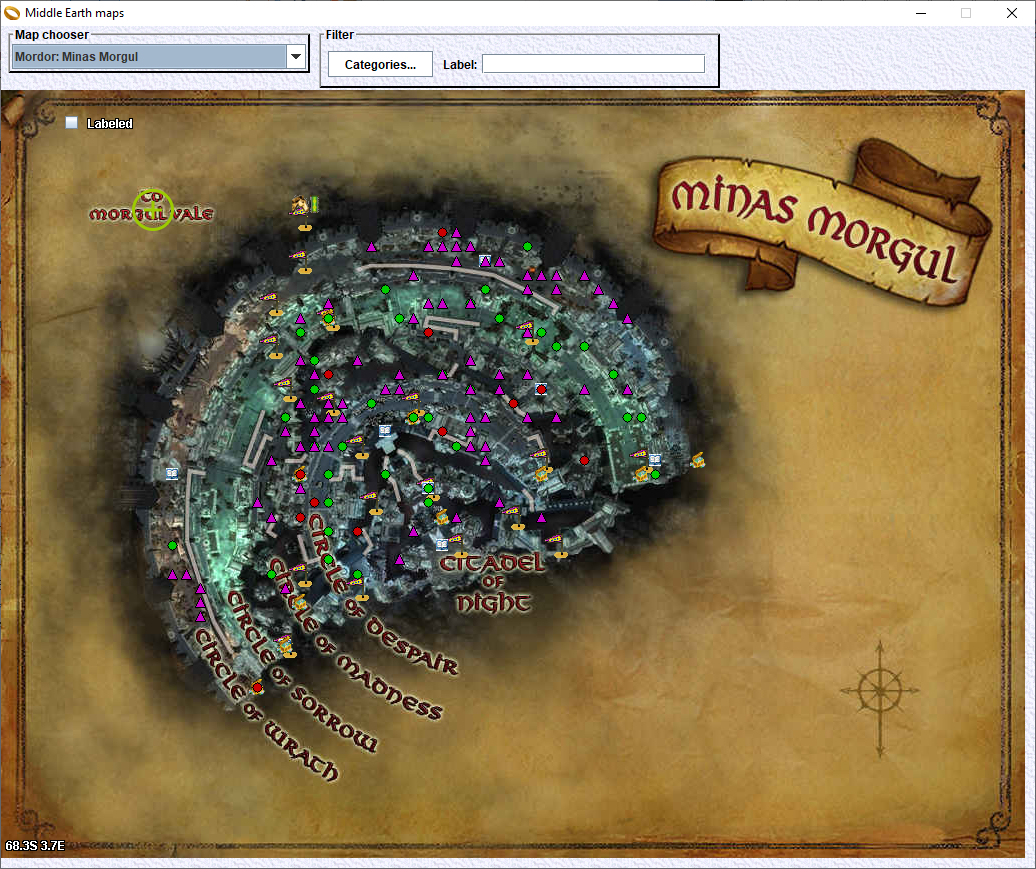 Middle Earth maps
Map chooser
Mordor: Minas Morgul
Filter
Categories...
Label:
Labeled
MINAS MORGUL
TO
MORGUL VALE
CITADEL
OF
NIGHT
CIRCLE OF DESPAIR
CIRCLE OF MADNESS
CIRCLE OF SORROW
CIRCLE OF WRATH
68.3S 3.7E